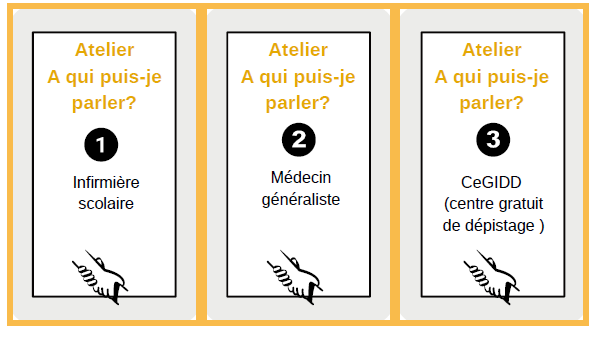 Atelier
A qui puis-je
parler?
1
Infirmière
scolaire
Atelier
A qui puis-je
parler?
2
Médecin
généraliste
Atelier
A qui puis-je
parler?
3
CeGIDD
(centre gratuit
de dépistage )